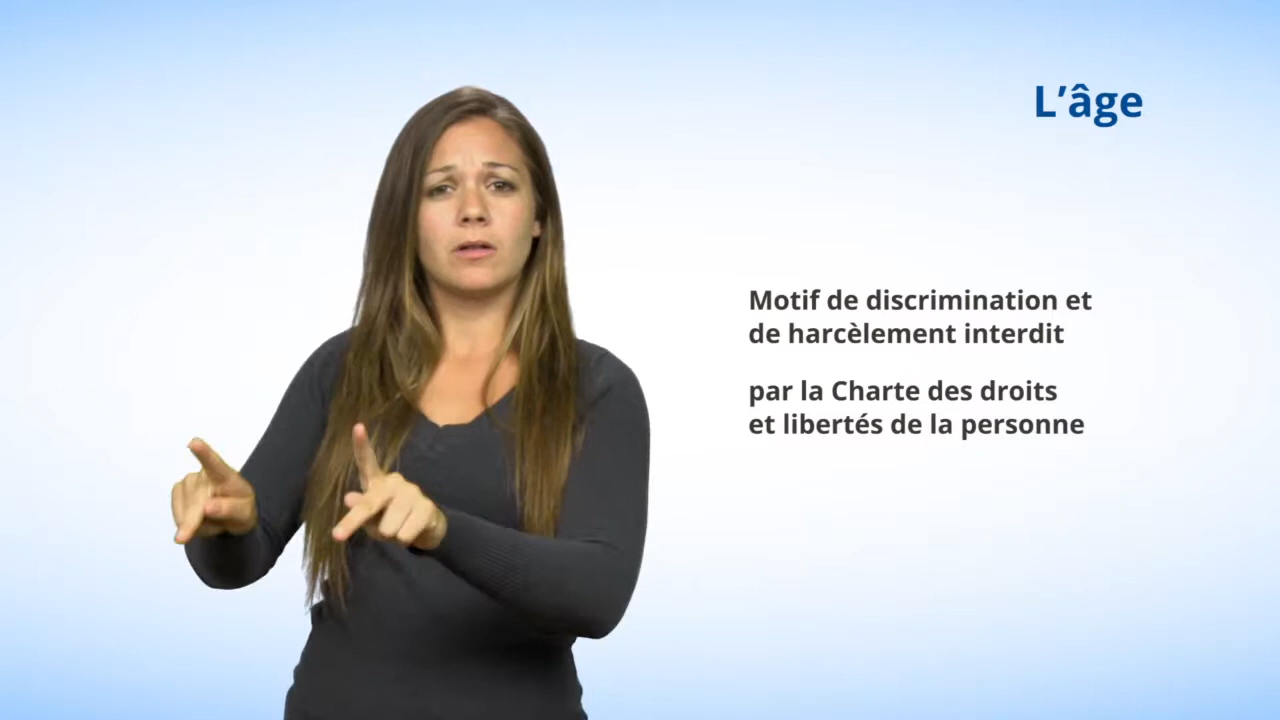 L’âge
Motif de discrimination et
de harcèlement interdit
par la Charte des droits
et libertés de la personne